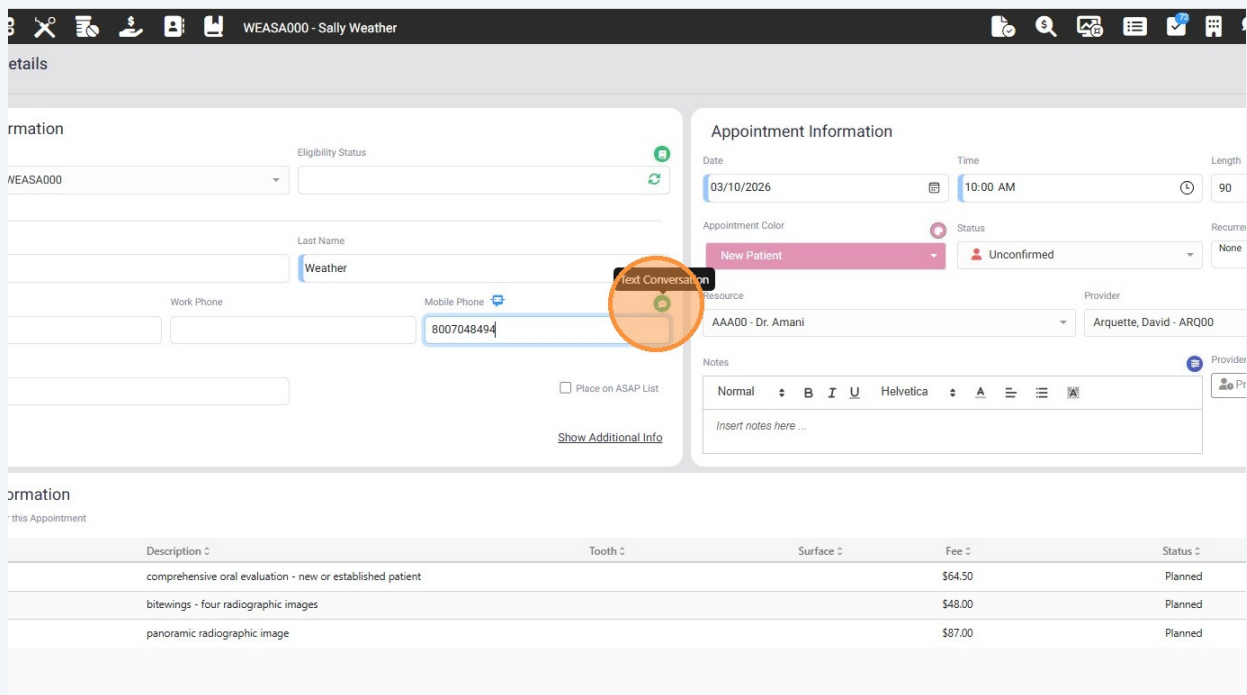 72
WEASA000 - Sally Weather
etails
rmation
Eligibility Status
WEASA000
Last Name
Weather
Text Conversation
Work Phone
Mobile Phone
8007048494
Place on ASAP List
Show Additional Info
Appointment Information
Date
Time
Length
03/10/2026
10:00 AM
90
Appointment Color
Status
Recurre
New Patient
Unconfirmed
None
Resource
Provider
AAA00 - Dr. Amani
Arquette, David - ARQ00
Notes
Provider
Normal B I U Helvetica A
Pr
Insert notes here ...
ormation
this Appointment
Description Tooth Surface Fee Status
comprehensive oral evaluation - new or established patient $64.50 Planned
bitewings - four radiographic images $48.00 Planned
panoramic radiographic image $87.00 Planned